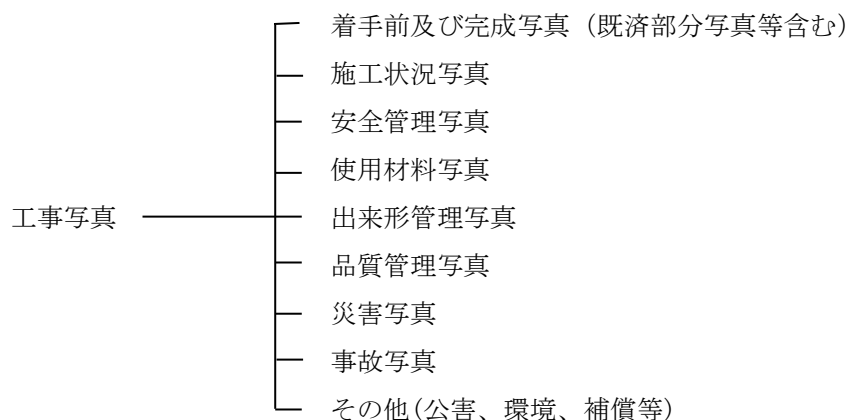 着手前及び完成写真（既済部分写真等含む）
施工状況写真
安全管理写真
使用材料写真
工事写真
出来形管理写真
品質管理写真
災害写真
事故写真
その他(公害、環境、補償等)